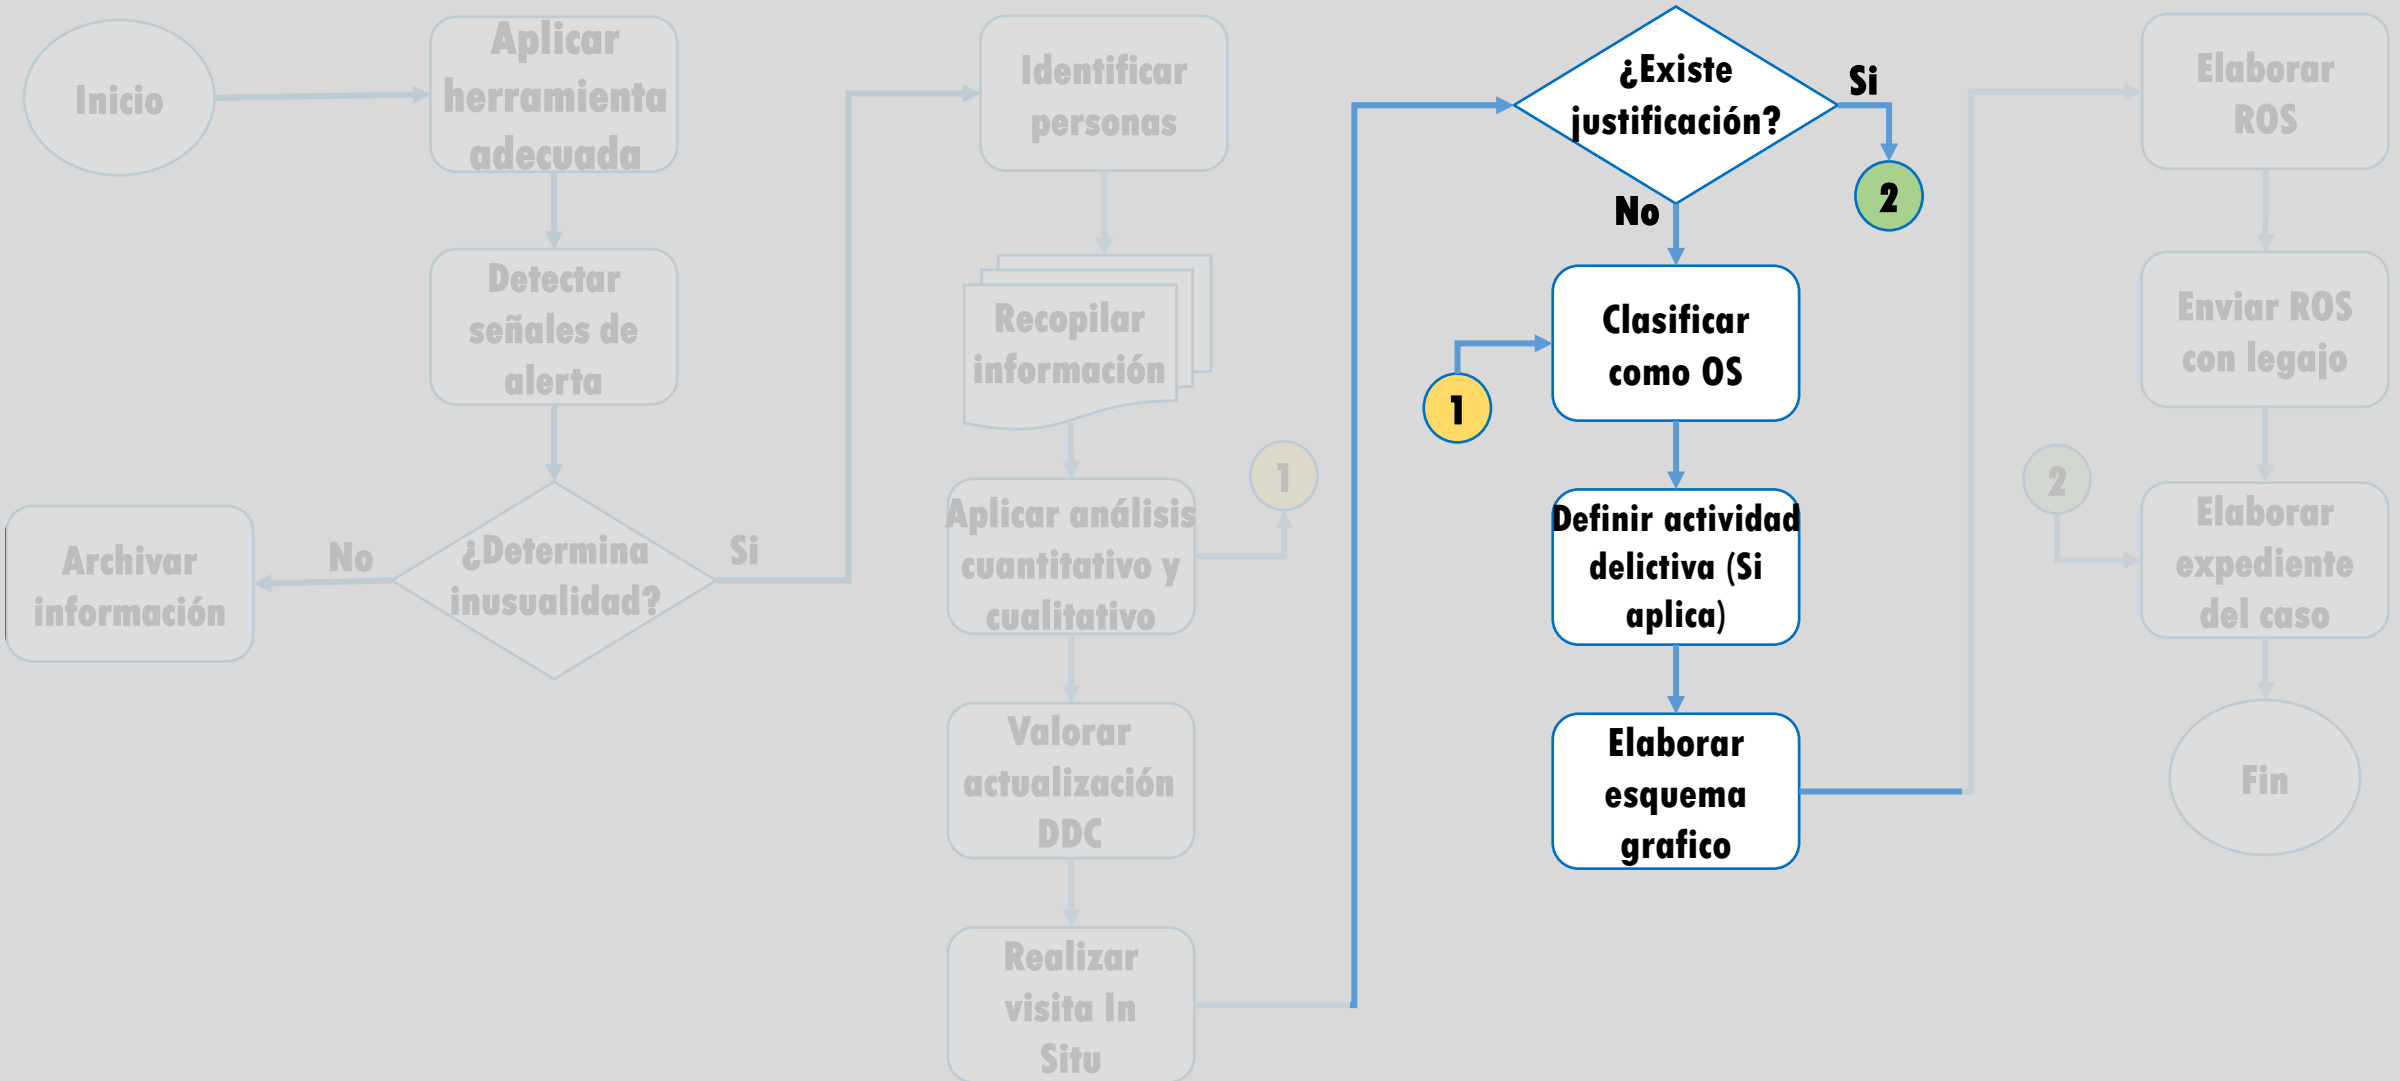 Inicio
Aplicar
herramienta
adecuada
Detectar
señales de
alerta
¿Determina
inusualidad?
No
Si
Archivar
información
Identificar
personas
Recopilar
información
Aplicar análisis
cuantitativo y
cualitativo
1
Valorar
actualización
DDC
Realizar
visita In
Situ
¿Existe
justificación?
Si
2
No
Clasificar
como OS
1
Definir actividad
delictiva (Si
aplica)
Elaborar
esquema
grafico
Elaborar
ROS
Enviar ROS
con legajo
2
Elaborar
expediente
del caso
Fin